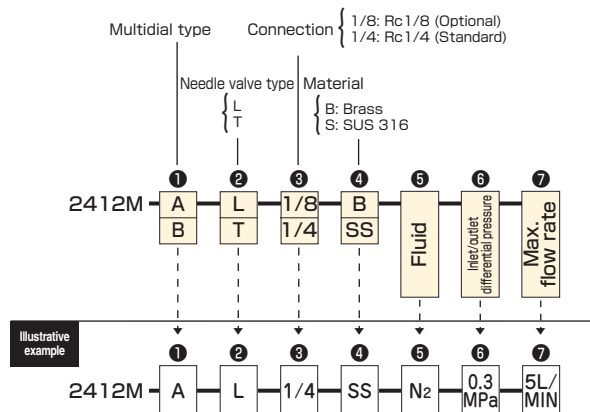 Multidial type
Connection { 1/8: Rc1/8 (Optional)
1/4: Rc1/4 (Standard)
Needle valve type
{ L
T
Material
{ B: Brass
S: SUS 316
❶ ❷ ❸ ❹ ❺ ❻ ❼
2412M A L 1/8 B
B T 1/4 SS
Fluid
Inlet/outlet
differential pressure
Max.
flow rate
Illustrative
example
❶ ❷ ❸ ❹ ❺ ❻ ❼
2412M A L 1/4 SS N2 0.3
MPa 5L/
MIN